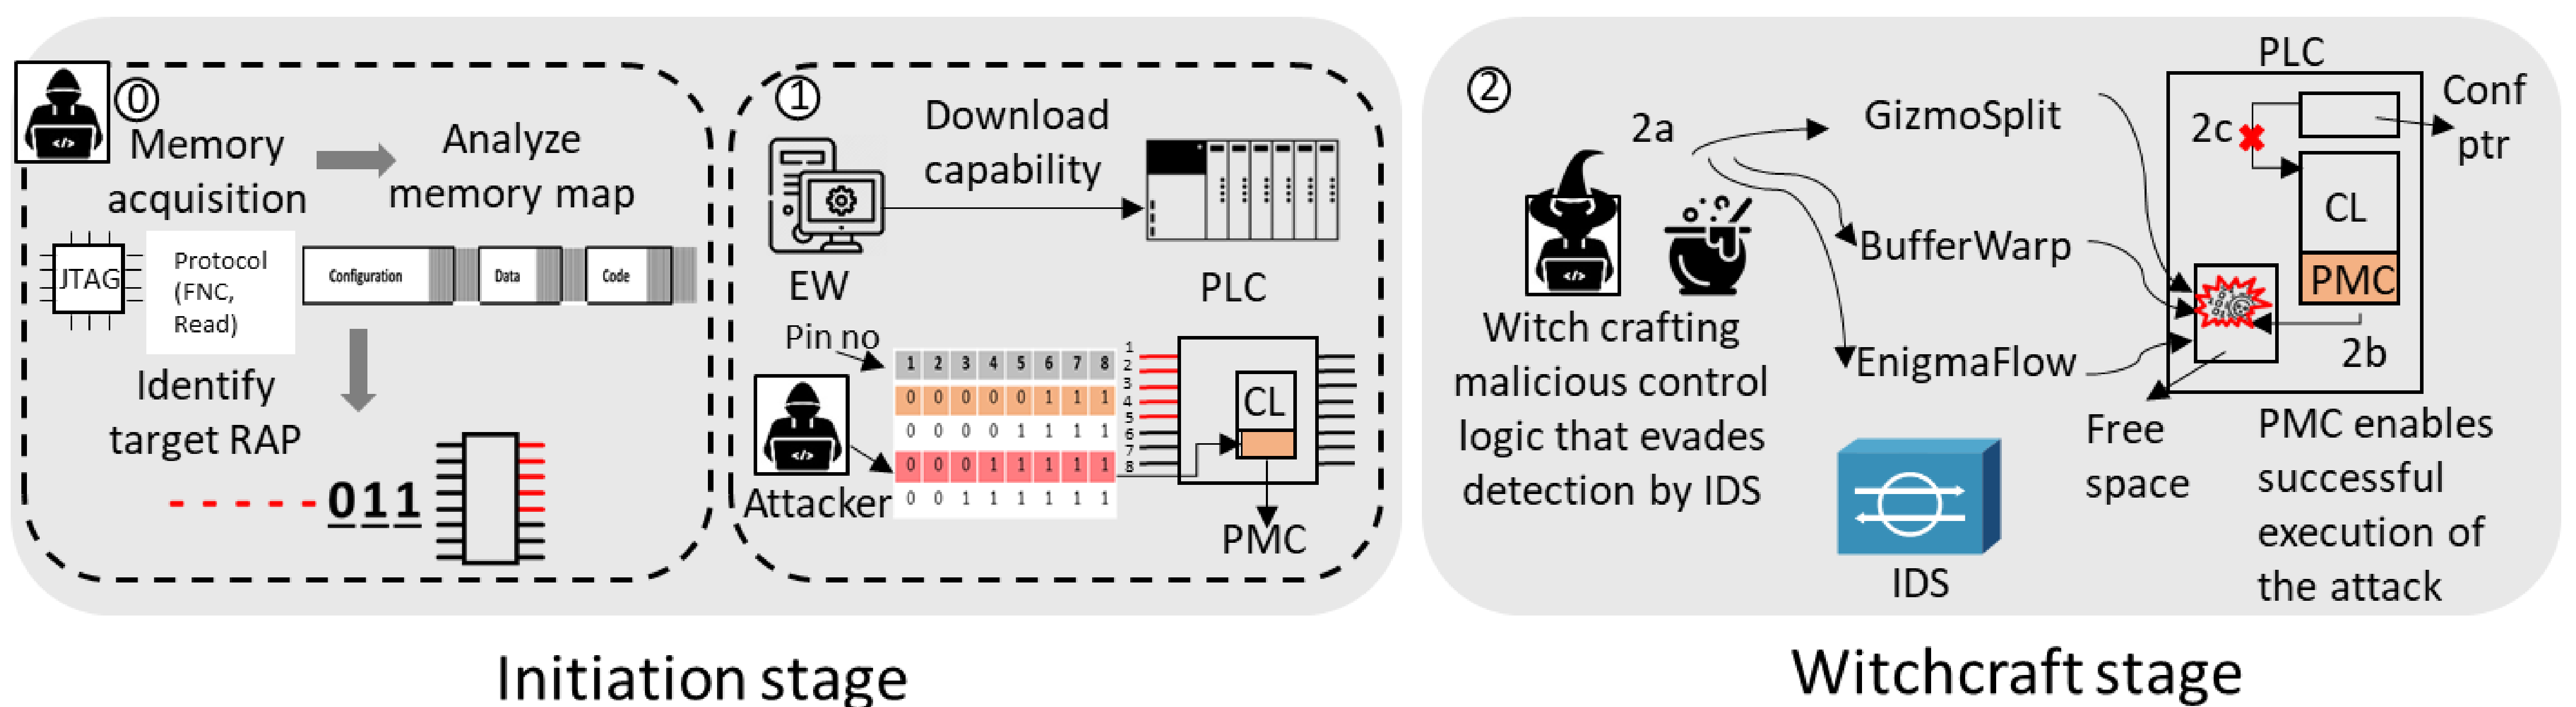 0
Memory
acquisition
Analyze
memory map
JTAG
Protocol
(FNC,
Read)
Configuration
Data
Code
Identify
target RAP
- - - - - 011
1
Download
capability
EW
PLC
Pin no
1 2 3 4 5 6 7 8
0 0 0 0 0 1 1 1
0 0 0 0 1 1 1 1
0 0 0 1 1 1 1 1
0 0 1 1 1 1 1 1
Attacker
1
2
3
4
5
6
7
8
CL
PMC
Initiation stage
2
2a
Witch crafting
malicious control
logic that evades
detection by IDS
GizmoSplit
BufferWarp
EnigmaFlow
IDS
PLC
2c
Conf
ptr
CL
PMC
2b
Free
space
PMC enables
successful
execution of
the attack
Witchcraft stage